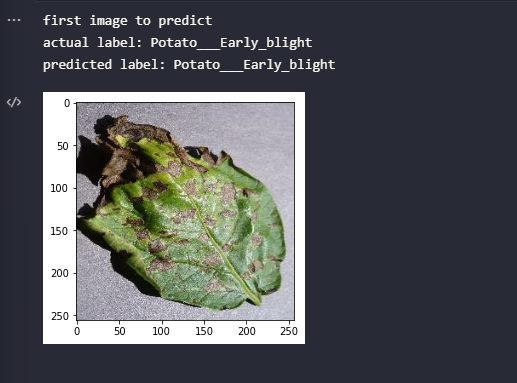 first image to predict
actual label: Potato___Early_blight
predicted label: Potato___Early_blight
0
50
100
150
200
250
0 50 100 150 200 250